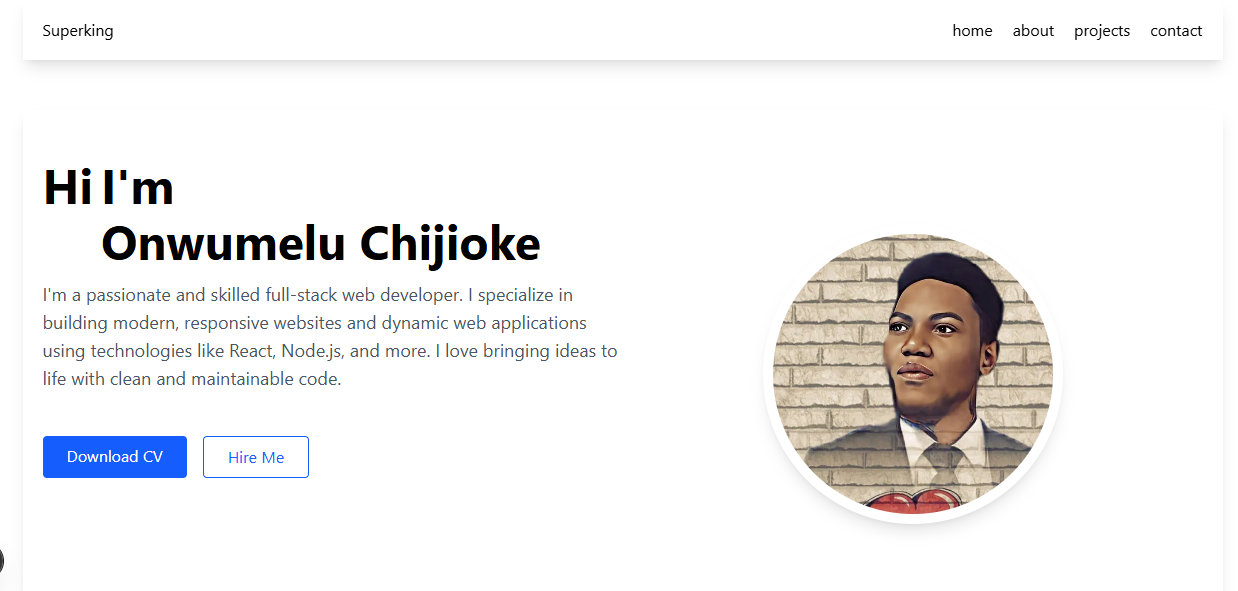 Superking
home about projects contact
Hi I'm
Onwumelu Chijioke
I'm a passionate and skilled full-stack web developer. I specialize in
building modern, responsive websites and dynamic web applications
using technologies like React, Node.js, and more. I love bringing ideas to
life with clean and maintainable code.
Download CV
Hire Me